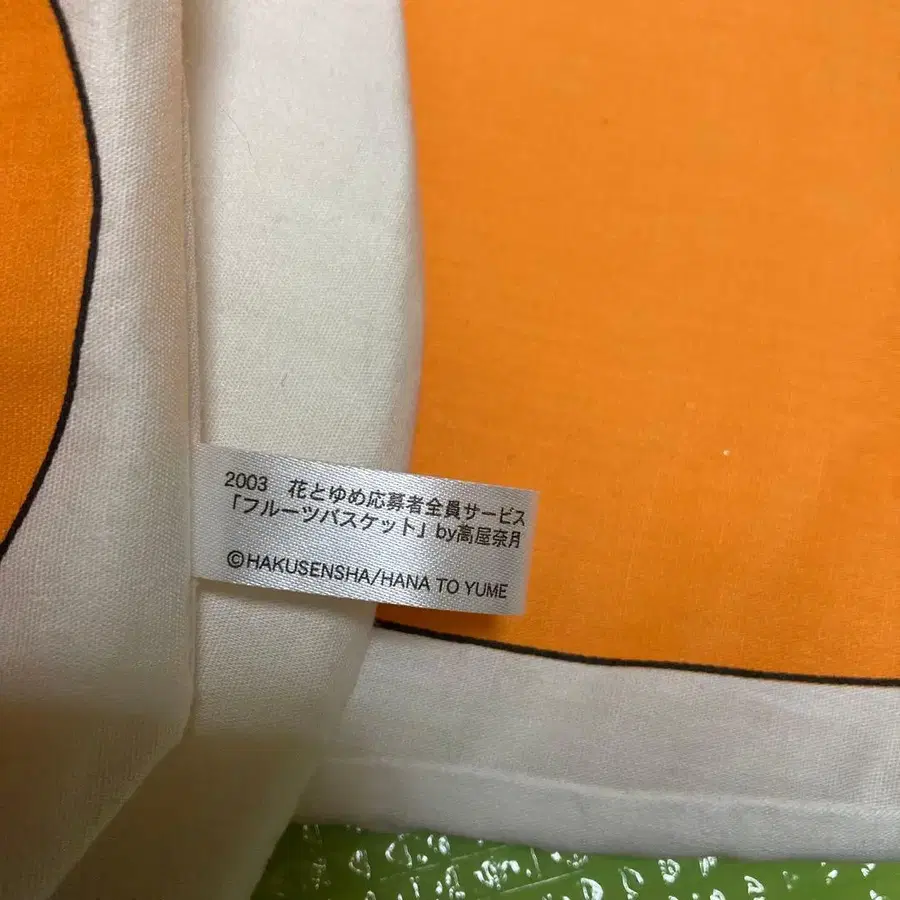 2003　花とゆめ応募者全員サービス
「フルーツバスケット」by高屋奈月
©HAKUSENSHA/HANA TO YUME